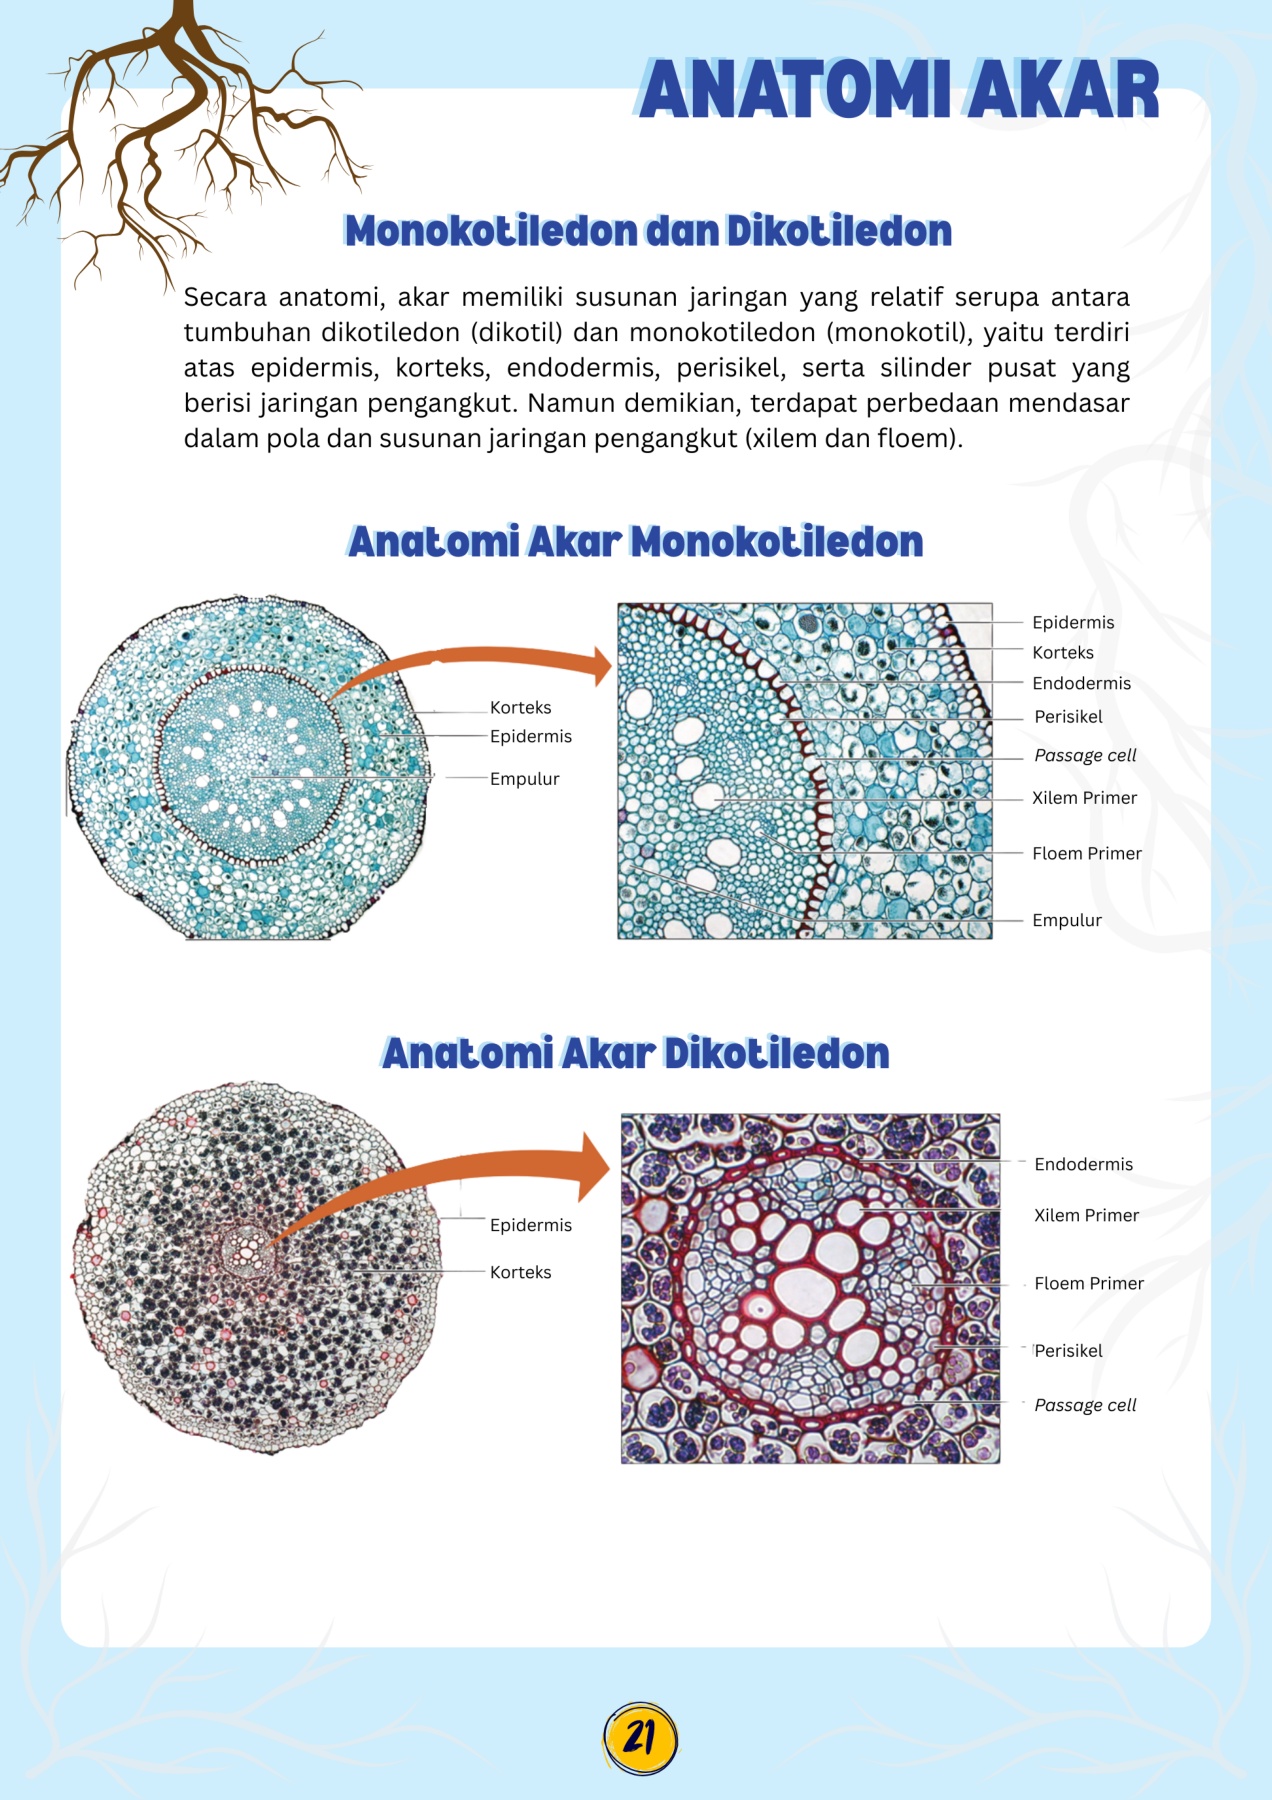 ANATOMI AKAR
Monokotiledon dan Dikotiledon
Secara anatomi, akar memiliki susunan jaringan yang relatif serupa antara
tumbuhan dikotiledon (dikotil) dan monokotiledon (monokotil), yaitu terdiri
atas epidermis, korteks, endodermis, perisikel, serta silinder pusat yang
berisi jaringan pengangkut. Namun demikian, terdapat perbedaan mendasar
dalam pola dan susunan jaringan pengangkut (xilem dan floem).
Anatomi Akar Monokotiledon
Korteks
Epidermis
Empulur
Epidermis
Korteks
Endodermis
Perisikel
Passage cell
Xilem Primer
Floem Primer
Empulur
Anatomi Akar Dikotiledon
Epidermis
Korteks
Endodermis
Xilem Primer
Floem Primer
Perisikel
Passage cell
21